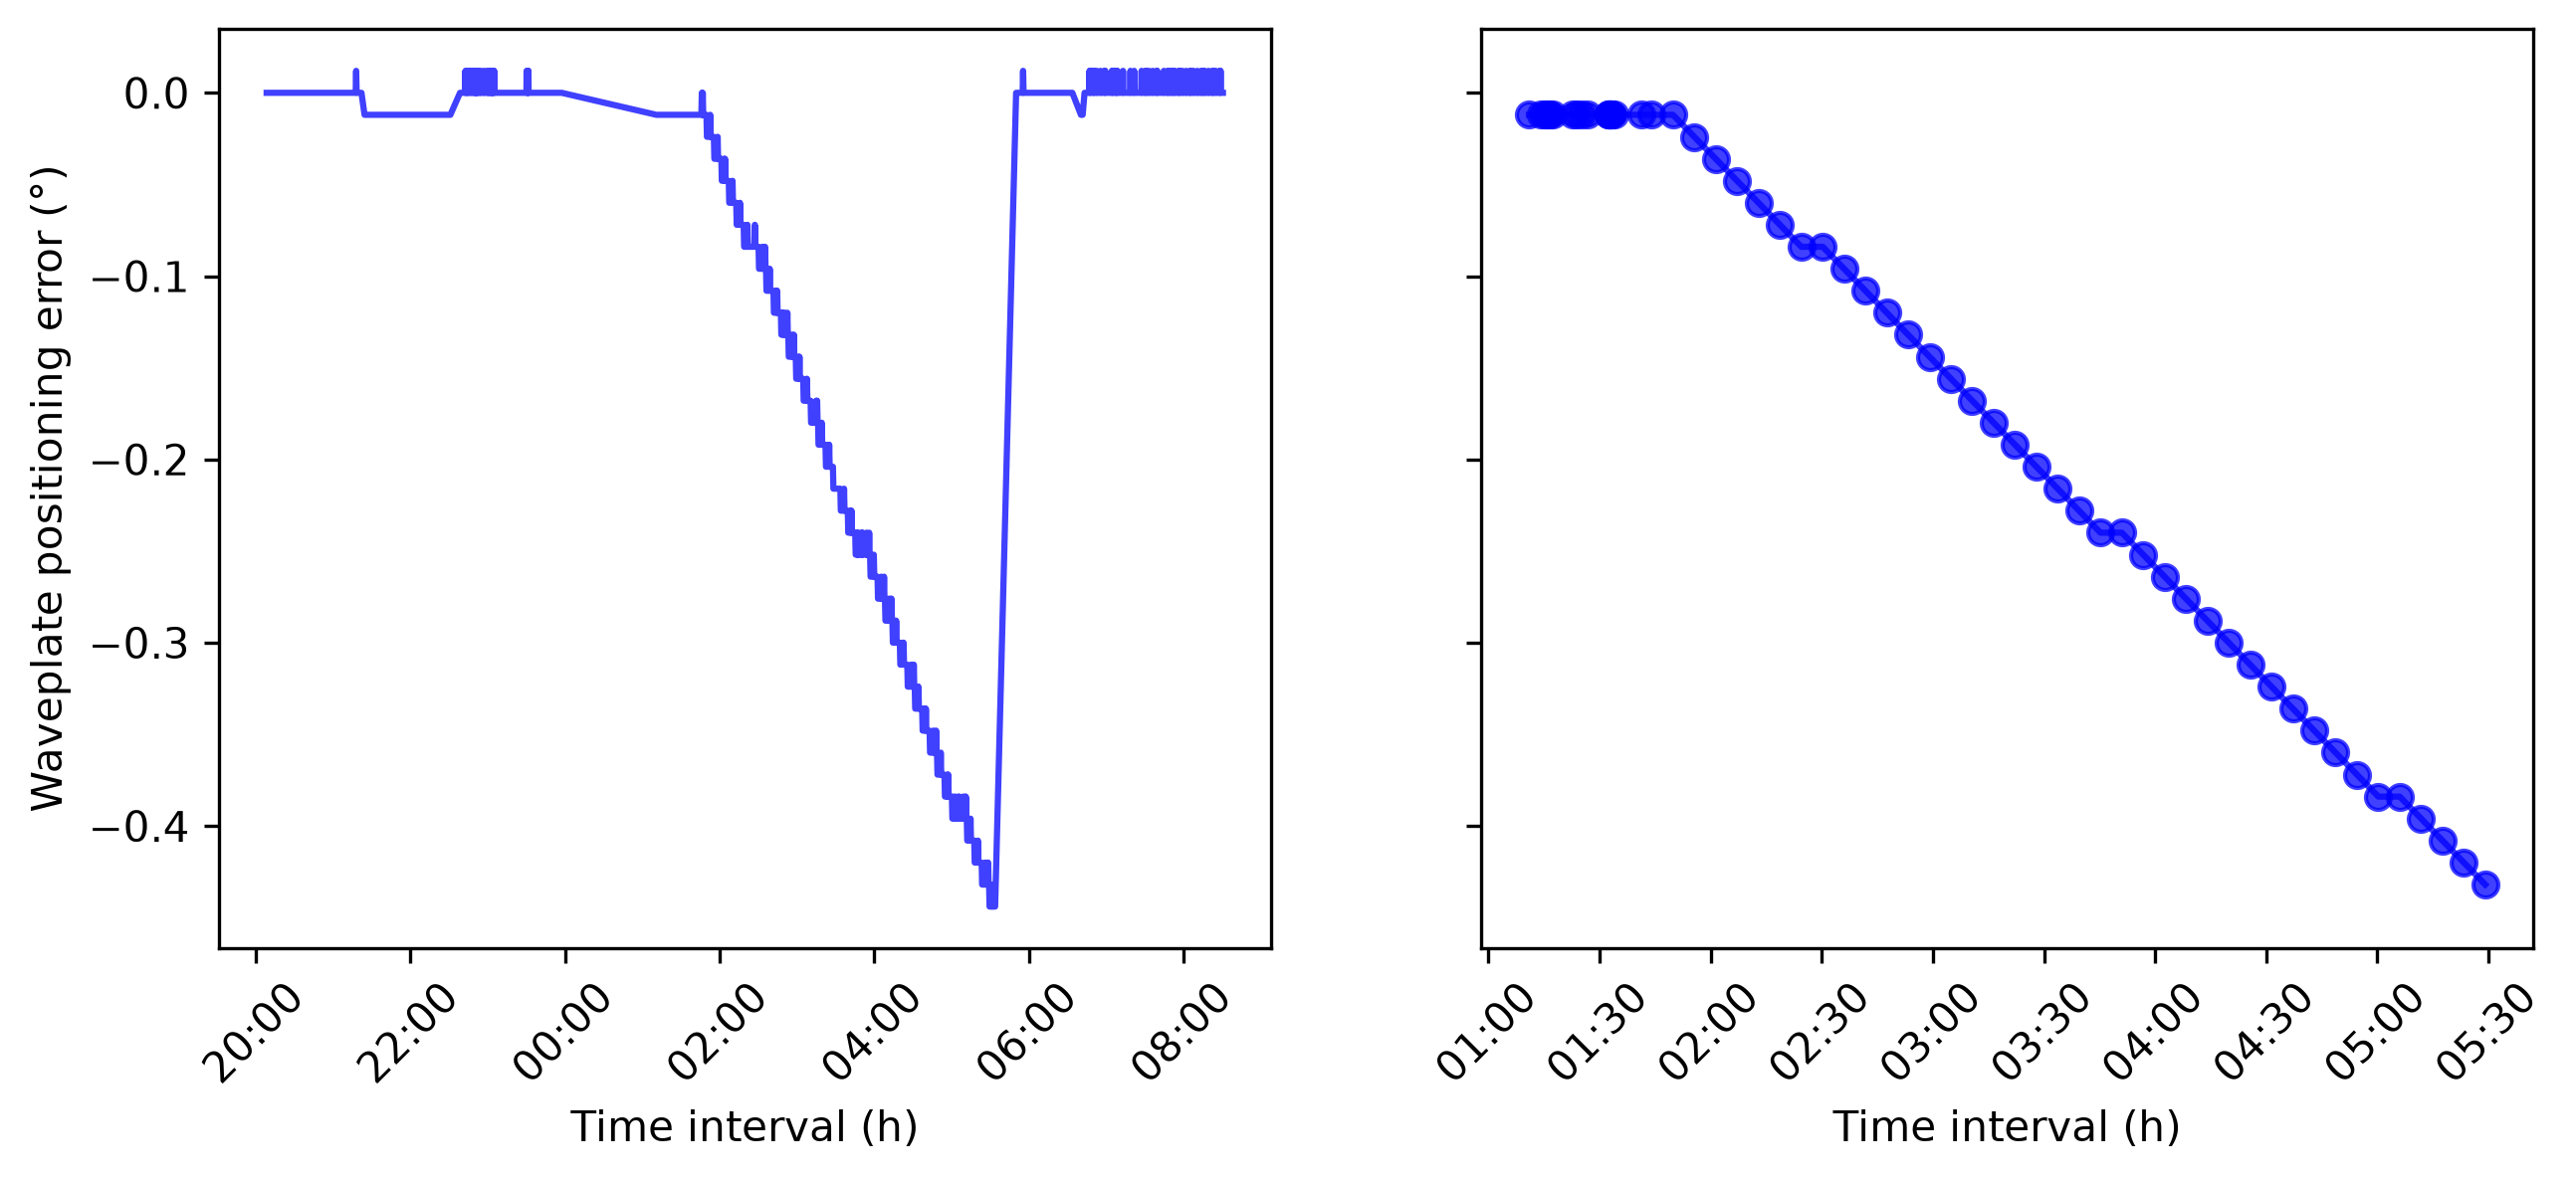 Waveplate positioning error (°)
0.0
−0.1
−0.2
−0.3
−0.4
20:00 22:00 00:00 02:00 04:00 06:00 08:00
Time interval (h)
01:00 01:30 02:00 02:30 03:00 03:30 04:00 04:30 05:00 05:30
Time interval (h)